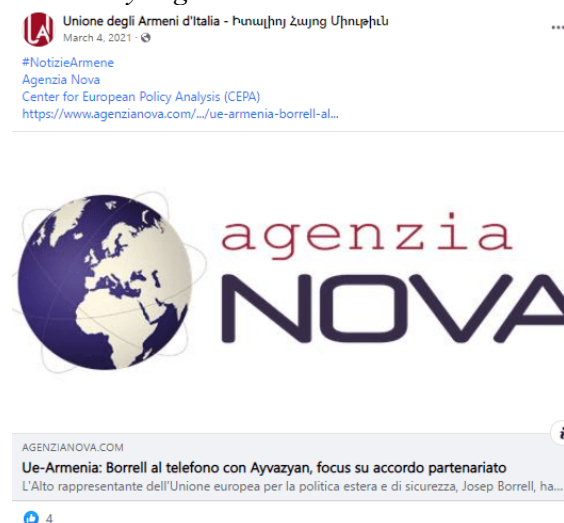 Unione degli Armeni d'Italia - Իտալիոյ Հայոց Միութիւն
March 4, 2021
#NotizieArmene
Agenzia Nova
Center for European Policy Analysis (CEPA)
https://www.agenzianova.com/.../ue-armenia-borrell-al...
agenzia
NOVA
AGENZIANOVA.COM
Ue-Armenia: Borrell al telefono con Ayvazyan, focus su accordo partenariato
L'Alto rappresentante dell'Unione europea per la politica estera e di sicurezza, Josep Borrell, ha...
4